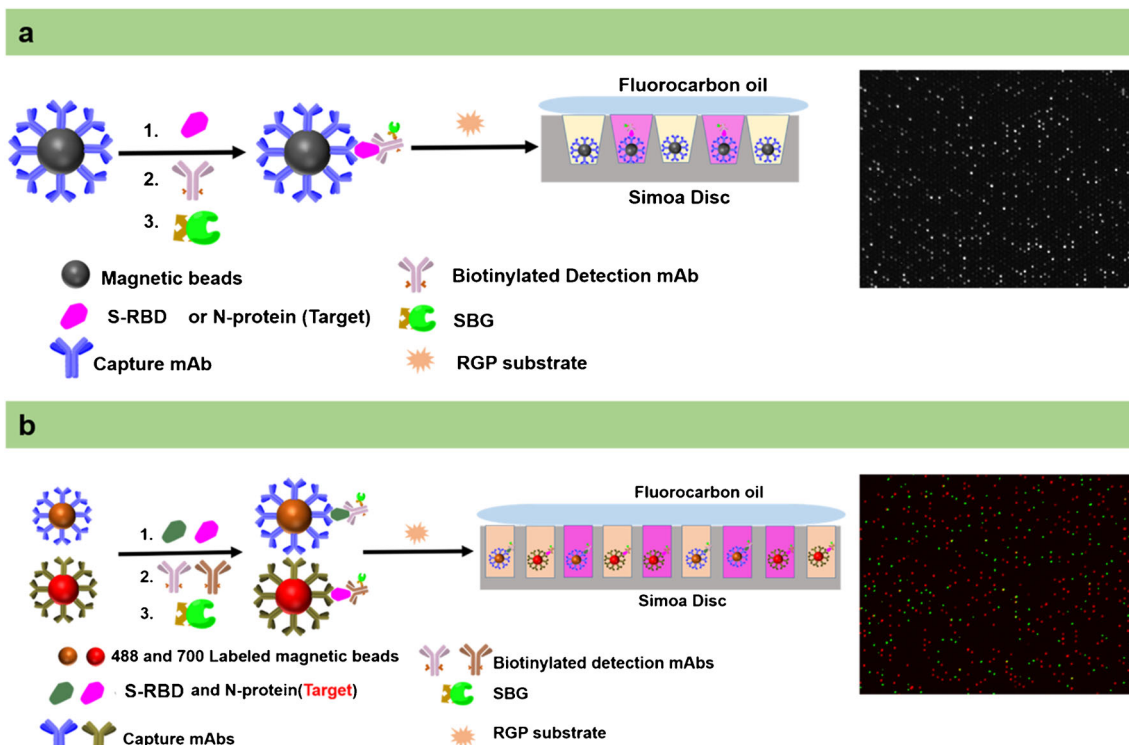 a
Fluorocarbon oil
1.
2.
3.
Simoa Disc
Magnetic beads
Biotinylated Detection mAb
S-RBD or N-protein (Target)
SBG
Capture mAb
RGP substrate
b
Fluorocarbon oil
1.
2.
3.
Simoa Disc
488 and 700 Labeled magnetic beads
Biotinylated detection mAbs
S-RBD and N-protein(Target)
SBG
Capture mAbs
RGP substrate